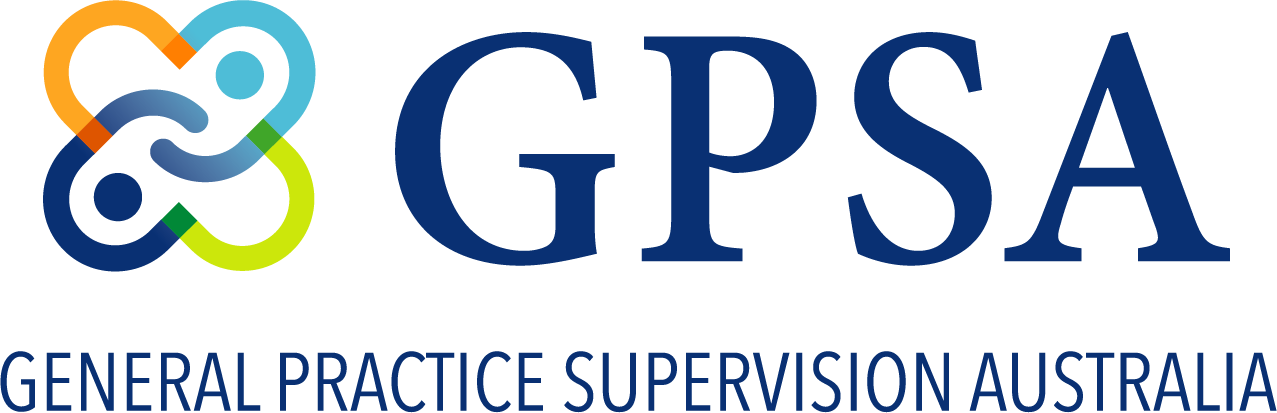 GPSA
GENERAL PRACTICE SUPERVISION AUSTRALIA